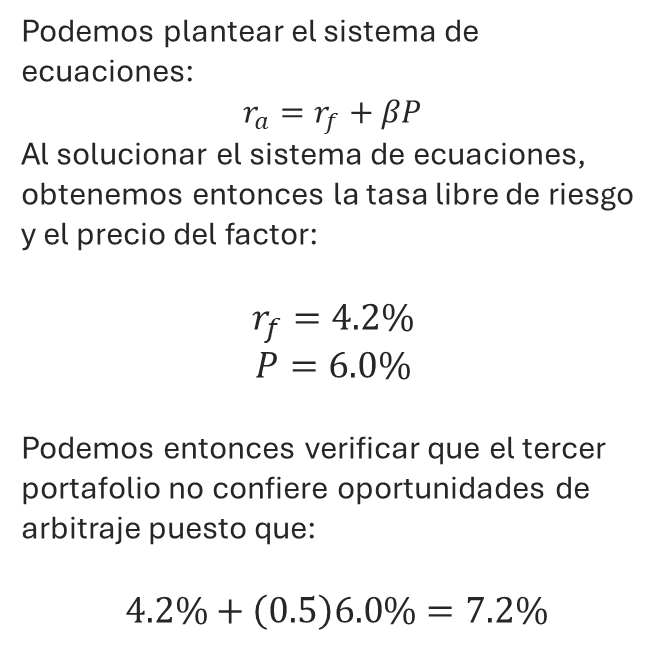 Podemos plantear el sistema de
ecuaciones:
rₐ = r_f + βP
Al solucionar el sistema de ecuaciones,
obtenemos entonces la tasa libre de riesgo
y el precio del factor:
r_f = 4.2%
P = 6.0%
Podemos entonces verificar que el tercer
portafolio no confiere oportunidades de
arbitraje puesto que:
4.2% + (0.5)6.0% = 7.2%